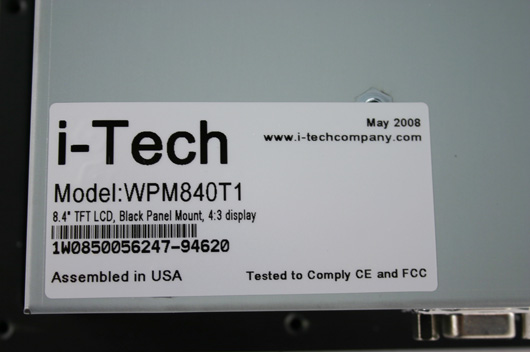 i-Tech
May 2008
www.i-techcompany.com
Model:WPM840T1
8.4" TFT LCD, Black Panel Mount, 4:3 display
1W0850056247-94620
Assembled in USA
Tested to Comply CE and FCC